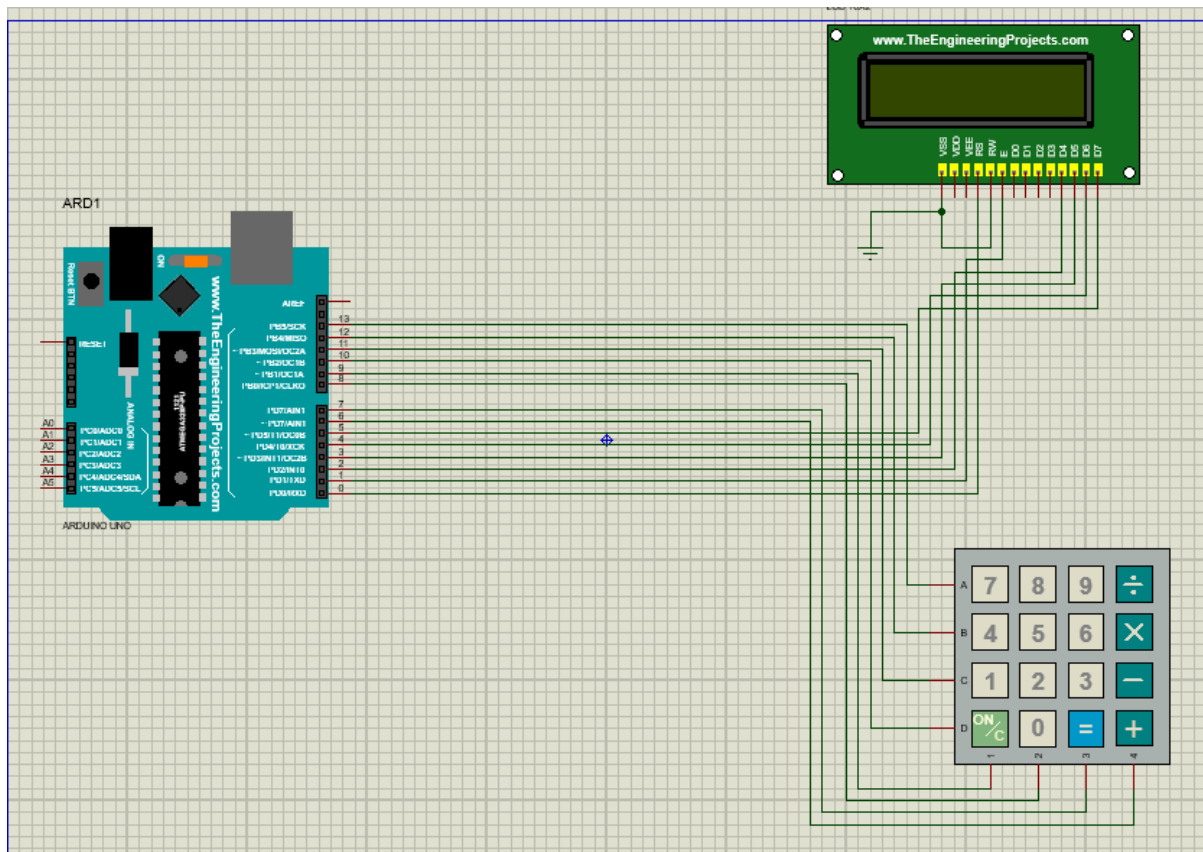 www.TheEngineeringProjects.com
VSS
VDD
VEE
RS
RW
E
D0
D1
D2
D3
D4
D5
D6
D7
ARD1
ON
Reset BTN
www.TheEngineeringProjects.com
AREF
RESET
PB5/SCK 13
PB4/MISO 12
~PB3/MOSI/OC2A 11
~PB2/OC1B 10
~PB1/OC1A 9
PB0/ICP1/CLKO 8
PD7/AIN1 7
6
~PD5/T1/OC0B 5
PD4/T0/XCK 4
~PD3/INT1/OC2B 3
PD2/INT0 2
PD1/TXD 1
PD0/RXD 0
ANALOG IN
A0 PC0/ADC0
A1 PC1/ADC1
A2 PC2/ADC2
A3 PC3/ADC3
A4 PC4/ADC4/SDA
A5 PC5/ADC5/SCL
ARDUINO UNO
A 7 8 9 ÷
B 4 5 6 ×
C 1 2 3 −
D ON/C 0 = +
1 2 3 4